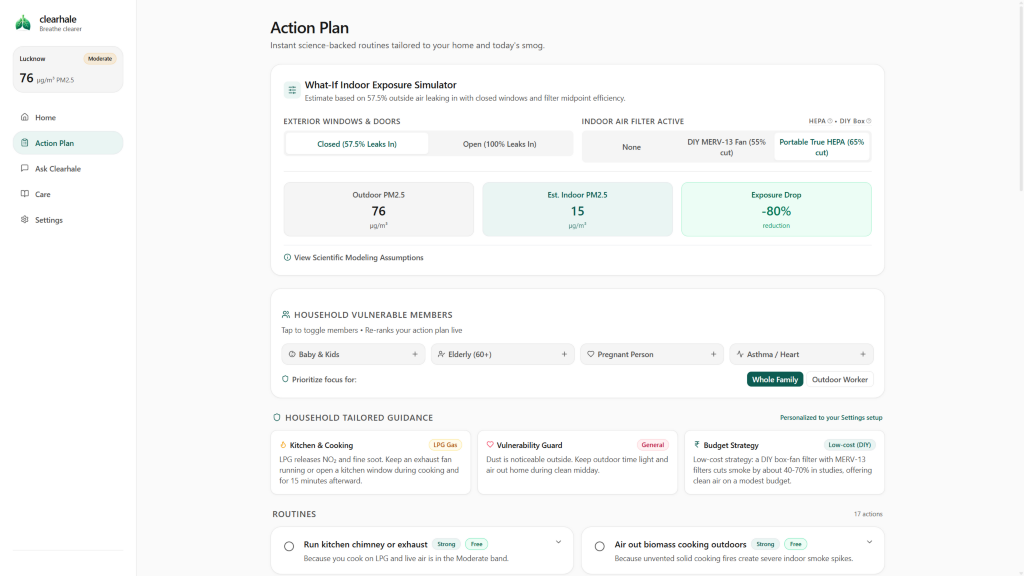 clearhale
Breathe clearer
Lucknow
Moderate
76 µg/m³ PM2.5
Home
Action Plan
Ask Clearhale
Care
Settings
Action Plan
Instant science-backed routines tailored to your home and today's smog.
What-If Indoor Exposure Simulator
Estimate based on 57.5% outside air leaking in with closed windows and filter midpoint efficiency.
EXTERIOR WINDOWS & DOORS
Closed (57.5% Leaks In)
Open (100% Leaks In)
INDOOR AIR FILTER ACTIVE
HEPA • DIY Box
None
DIY MERV-13 Fan (55%
cut)
Portable True HEPA (65%
cut)
Outdoor PM2.5
76
µg/m³
Est. Indoor PM2.5
15
µg/m³
Exposure Drop
-80%
reduction
View Scientific Modeling Assumptions
HOUSEHOLD VULNERABLE MEMBERS
Tap to toggle members • Re-ranks your action plan live
Baby & Kids +
Elderly (60+) +
Pregnant Person +
Asthma / Heart +
Prioritize focus for:
Whole Family
Outdoor Worker
HOUSEHOLD TAILORED GUIDANCE
Personalized to your Settings setup
Kitchen & Cooking
LPG Gas
LPG releases NO₂ and fine soot. Keep an exhaust fan
running or open a kitchen window during cooking and
for 15 minutes afterward.
Vulnerability Guard
General
Dust is noticeable outside. Keep outdoor time light and
air out home during clean midday.
₹ Budget Strategy
Low-cost (DIY)
Low-cost strategy: a DIY box-fan filter with MERV-13
filters cuts smoke by about 40-70% in studies, offering
clean air on a modest budget.
ROUTINES
17 actions
Run kitchen chimney or exhaust
Strong
Free
Because you cook on LPG and live air is in the Moderate band.
Air out biomass cooking outdoors
Strong
Free
Because unvented solid cooking fires create severe indoor smoke spikes.